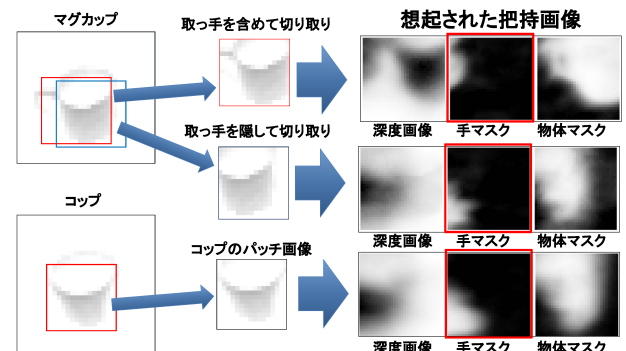 マグカップ
取っ手を含めて切り取り
想起された把持画像
深度画像 手マスク 物体マスク
取っ手を隠して切り取り
深度画像 手マスク 物体マスク
コップ
コップのパッチ画像
深度画像 手マスク 物体マスク